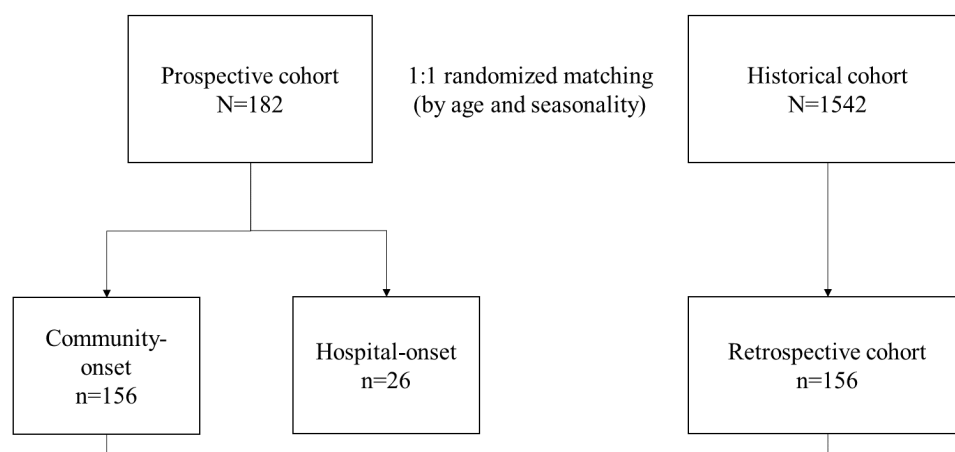 Prospective cohort
N=182
1:1 randomized matching
(by age and seasonality)
Historical cohort
N=1542
Community-
onset
n=156
Hospital-onset
n=26
Retrospective cohort
n=156